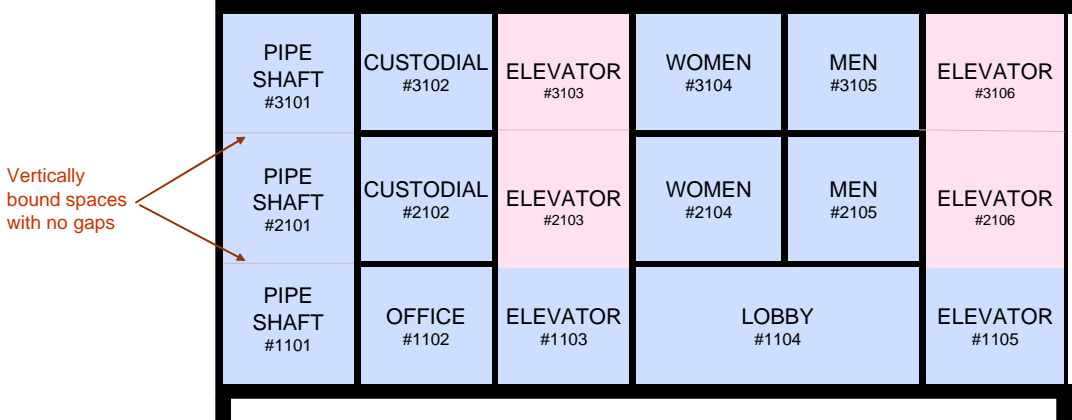 PIPE
SHAFT
#3101
CUSTODIAL
#3102
ELEVATOR
#3103
WOMEN
#3104
MEN
#3105
ELEVATOR
#3106
Vertically
bound spaces
with no gaps
PIPE
SHAFT
#2101
CUSTODIAL
#2102
ELEVATOR
#2103
WOMEN
#2104
MEN
#2105
ELEVATOR
#2106
PIPE
SHAFT
#1101
OFFICE
#1102
ELEVATOR
#1103
LOBBY
#1104
ELEVATOR
#1105